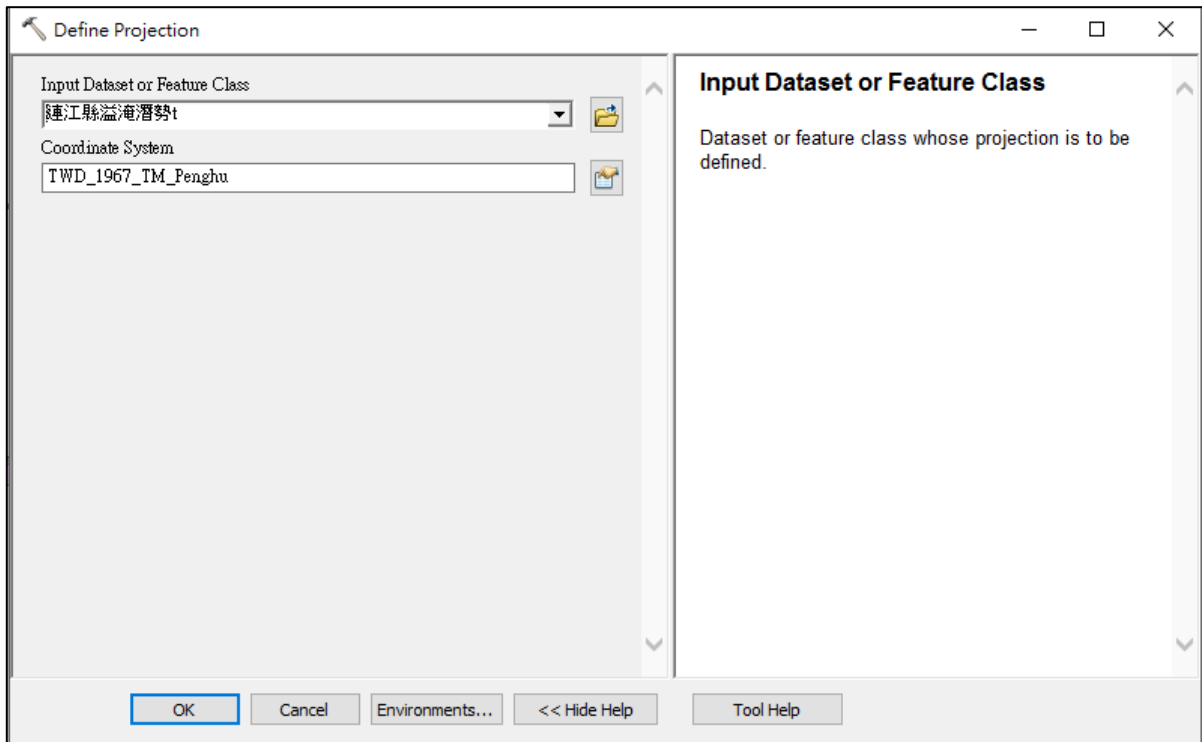 Define Projection
Input Dataset or Feature Class
連江縣溢淹潛勢t
Coordinate System
TWD_1967_TM_Penghu
OK
Cancel
Environments...
<< Hide Help
Input Dataset or Feature Class
Dataset or feature class whose projection is to be
defined.
Tool Help